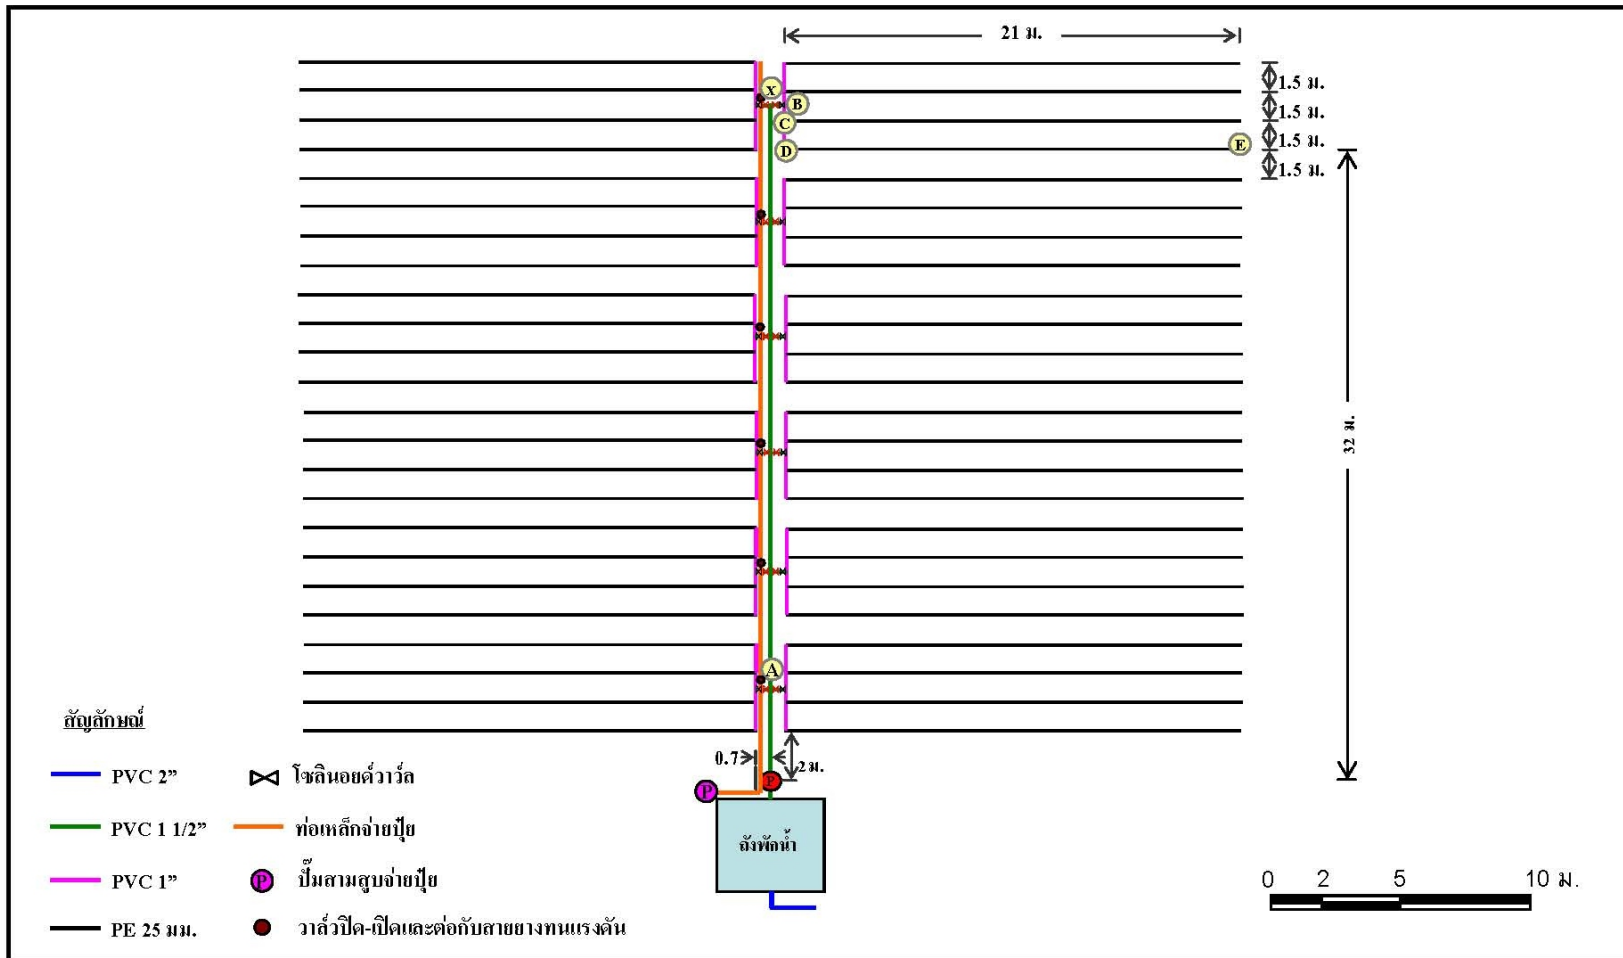 21 ม.
1.5 ม.
X
B
1.5 ม.
C
1.5 ม.
E
D
1.5 ม.
32 ม.
A
สัญลักษณ์
0.7
2 ม.
PVC 2”
โซลินอยด์วาว์ล
P
P
PVC 1 1/2”
ท่อเหล็กจ่ายปุ๋ย
ถังพักน้ำ
PVC 1”
P
ปั๊มสามสูบจ่ายปุ๋ย
0 2 5 10 ม.
PE 25 มม.
วาล์วปิด-เปิดและต่อกับสายยางทนแรงดัน